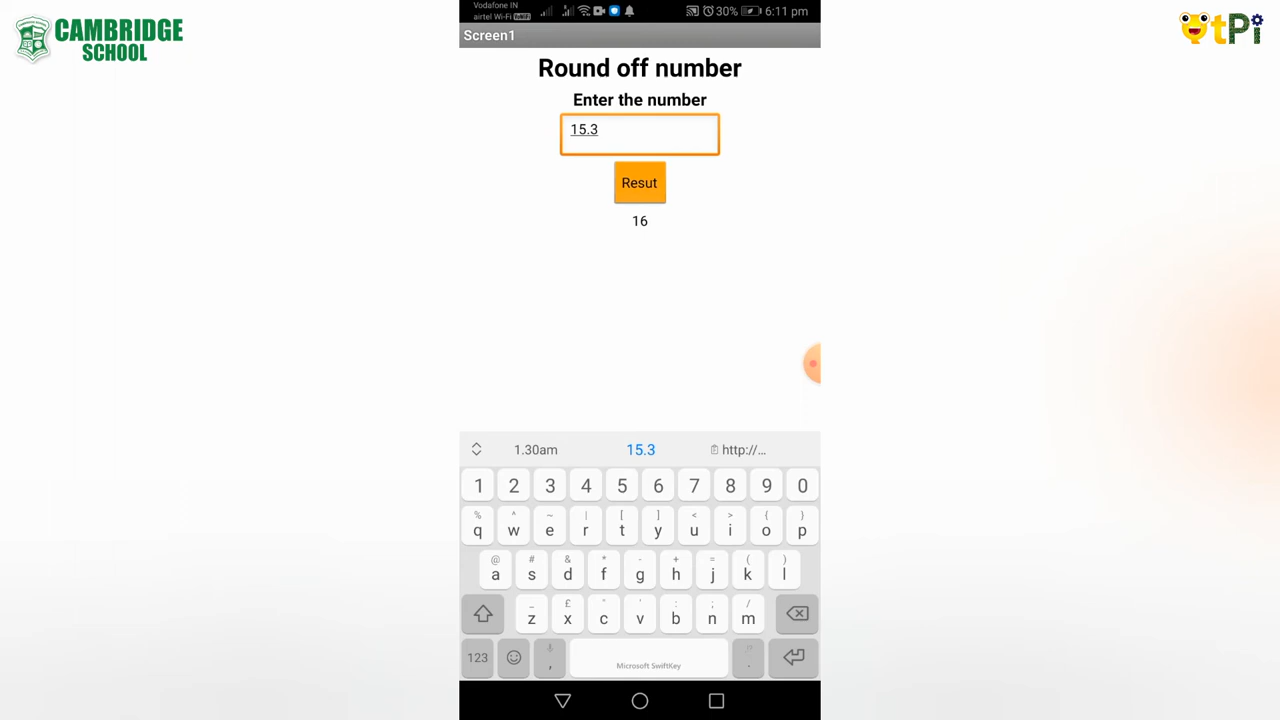 CAMBRIDGE
SCHOOL
OtPi
Vodafone IN
airtel Wi-Fi VoWiFi
30% 6:11 pm
Screen1
Round off number
Enter the number
15.3
Resut
16
1.30am 15.3 http://...
1 2 3 4 5 6 7 8 9 0
% ^ ~ | [ ] < > { }
q w e r t y u i o p
@ # & * - + = ( )
a s d f g h j k l
_ £ " ' : ; /
z x c v b n m
123 , Microsoft SwiftKey .